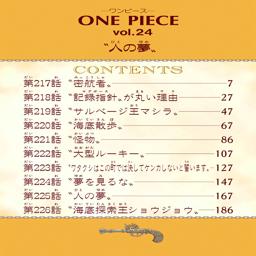 ーワンピースー
ONE PIECE
vol.24
〝人の夢〟
CONTENTS
第217話〝密航者〟 7
第218話〝記録指針〟が丸い理由 27
第219話〝サルベージ王マシラ〟 47
第220話〝海底散歩〟 67
第221話〝怪物〟 86
第222話〝大型ルーキー〟 107
第223話〝ワタクシはこの町では決してケンカしないと誓います〟 127
第224話〝夢を見るな〟 147
第225話〝人の夢〟 167
第226話〝海底探索王ショウジョウ〟 186